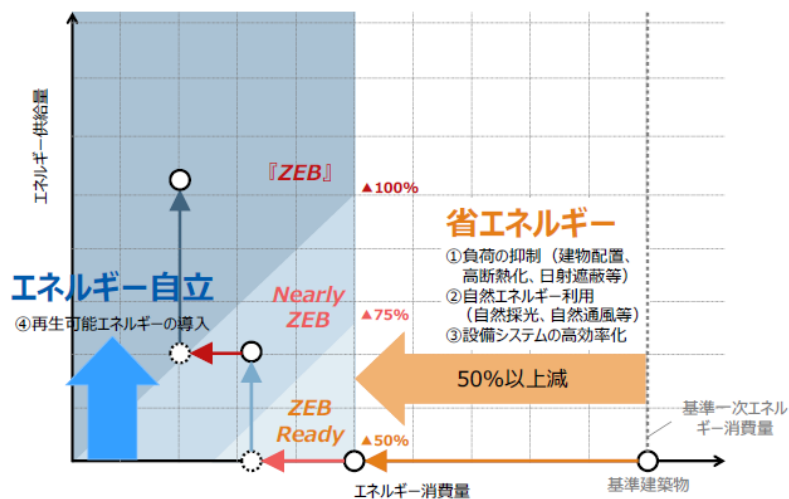 エネルギー供給量
『ZEB』
▲100%
省エネルギー
①負荷の抑制（建物配置、
高断熱化、日射遮蔽等）
②自然エネルギー利用
（自然採光、自然通風等）
③設備システムの高効率化
エネルギー自立
④再生可能エネルギーの導入
Nearly
ZEB
▲75%
50%以上減
ZEB
Ready
▲50%
基準一次エネル
ギー消費量
エネルギー消費量
基準建築物